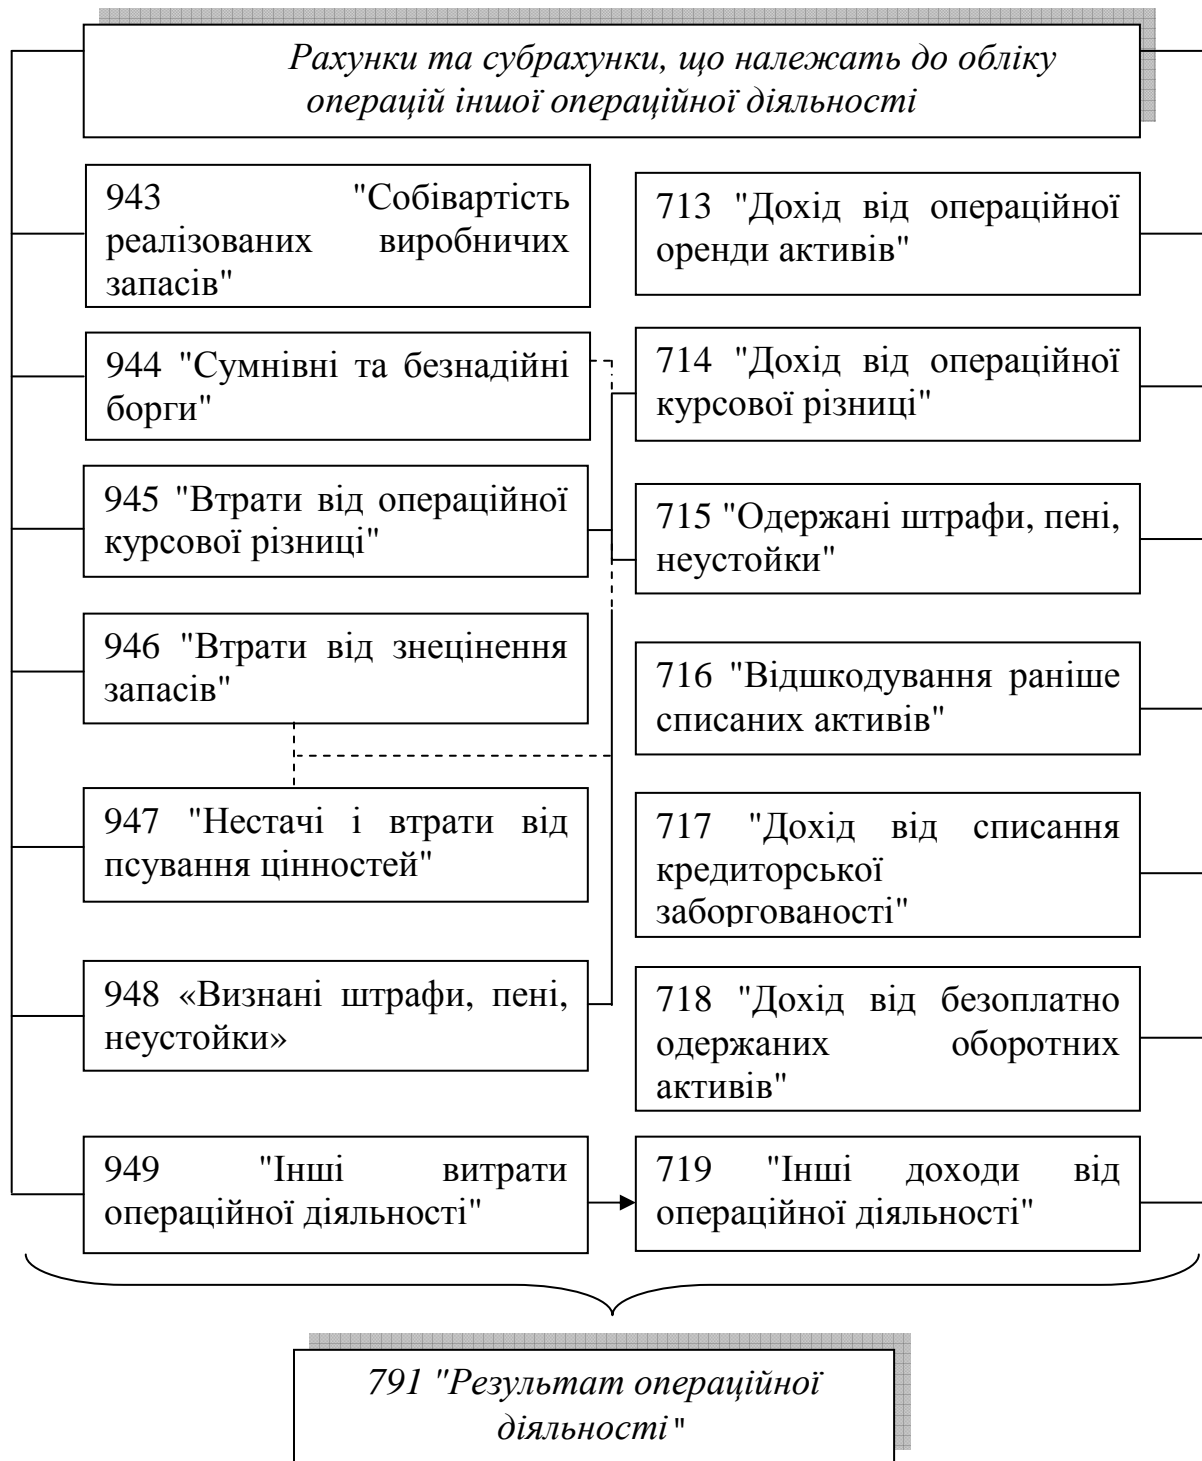 Рахунки та субрахунки, що належать до обліку
операцій іншої операційної діяльності
943 "Собівартість
реалізованих виробничих
запасів"
944 "Сумнівні та безнадійні
борги"
945 "Втрати від операційної
курсової різниці"
946 "Втрати від знецінення
запасів"
947 "Нестачі і втрати від
псування цінностей"
948 «Визнані штрафи, пені,
неустойки»
949 "Інші витрати
операційної діяльності"
713 "Дохід від операційної
оренди активів"
714 "Дохід від операційної
курсової різниці"
715 "Одержані штрафи, пені,
неустойки"
716 "Відшкодування раніше
списаних активів"
717 "Дохід від списання
кредиторської
заборгованості"
718 "Дохід від безоплатно
одержаних оборотних
активів"
719 "Інші доходи від
операційної діяльності"
791 "Результат операційної
діяльності"